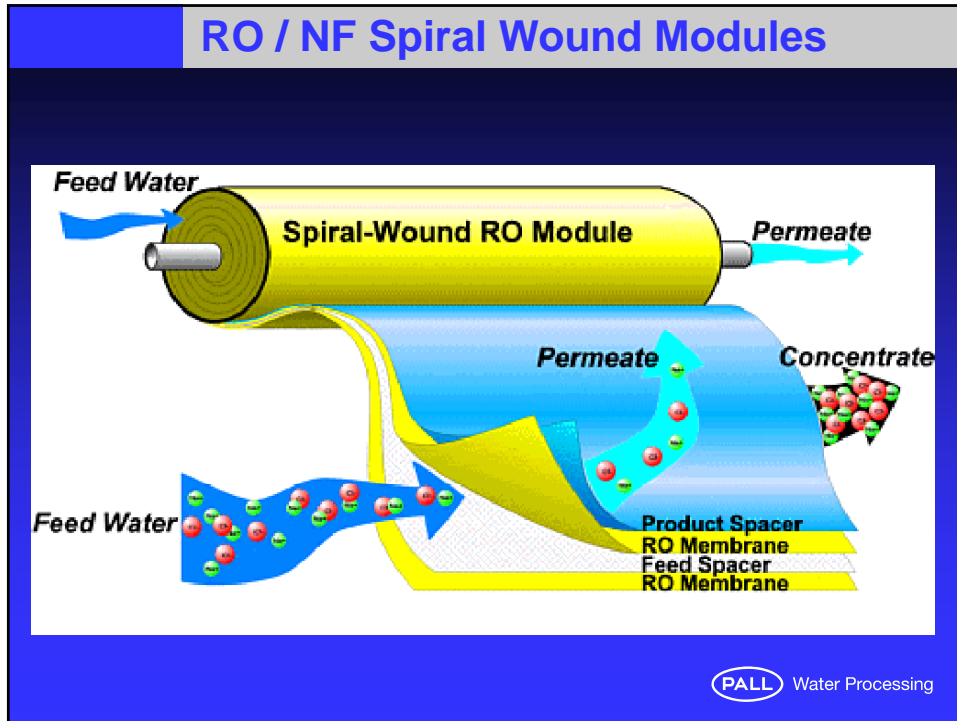 RO / NF Spiral Wound Modules
Feed Water
Spiral-Wound RO Module
Permeate
Permeate
Concentrate
Feed Water
Product Spacer
RO Membrane
Feed Spacer
RO Membrane
PALL Water Processing